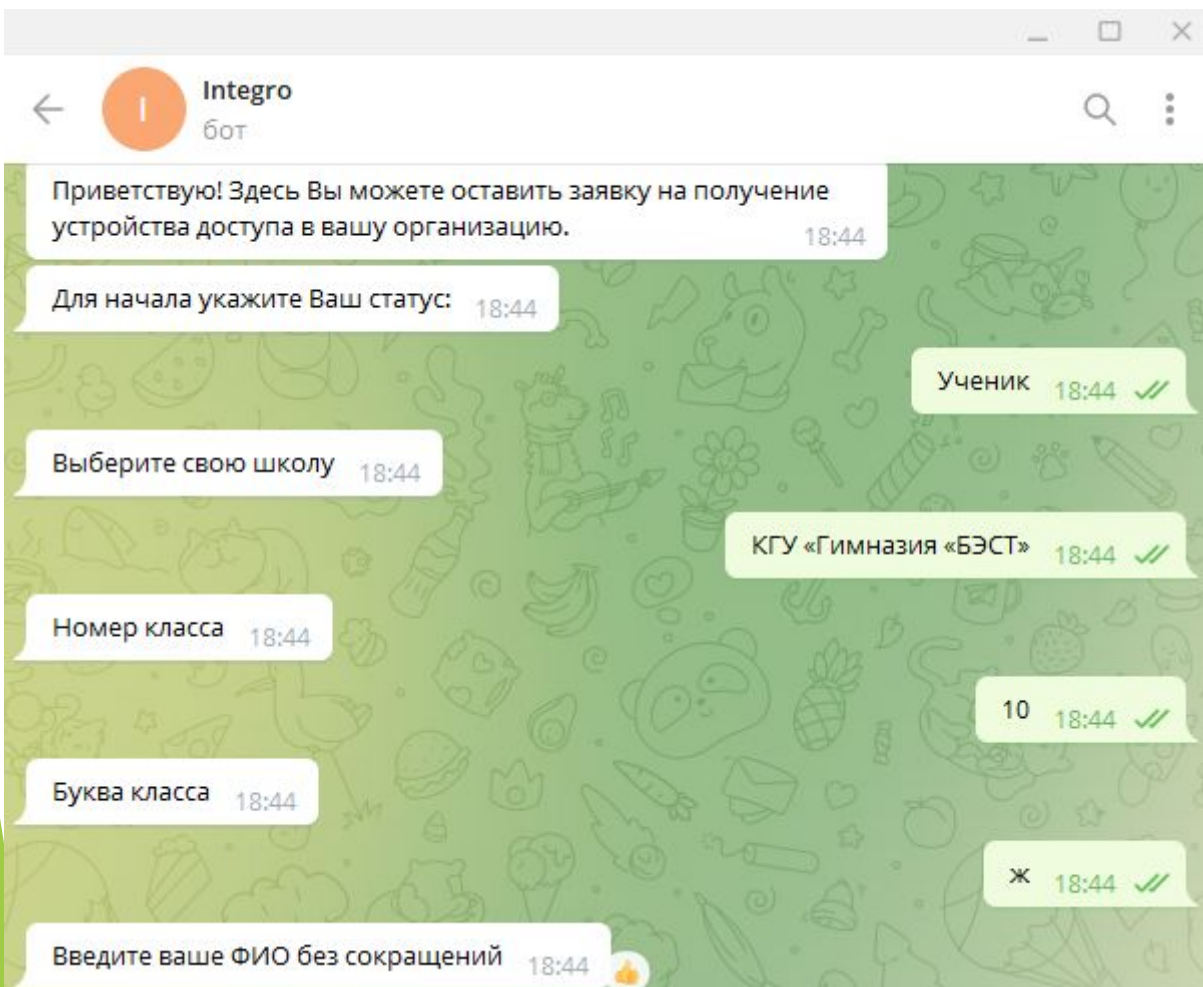 Integro
бот
Приветствую! Здесь Вы можете оставить заявку на получение
устройства доступа в вашу организацию.
18:44
Для начала укажите Ваш статус: 18:44
Ученик 18:44
Выберите свою школу 18:44
КГУ «Гимназия «БЭСТ» 18:44
Номер класса 18:44
10 18:44
Буква класса 18:44
ж 18:44
Введите ваше ФИО без сокращений 18:44